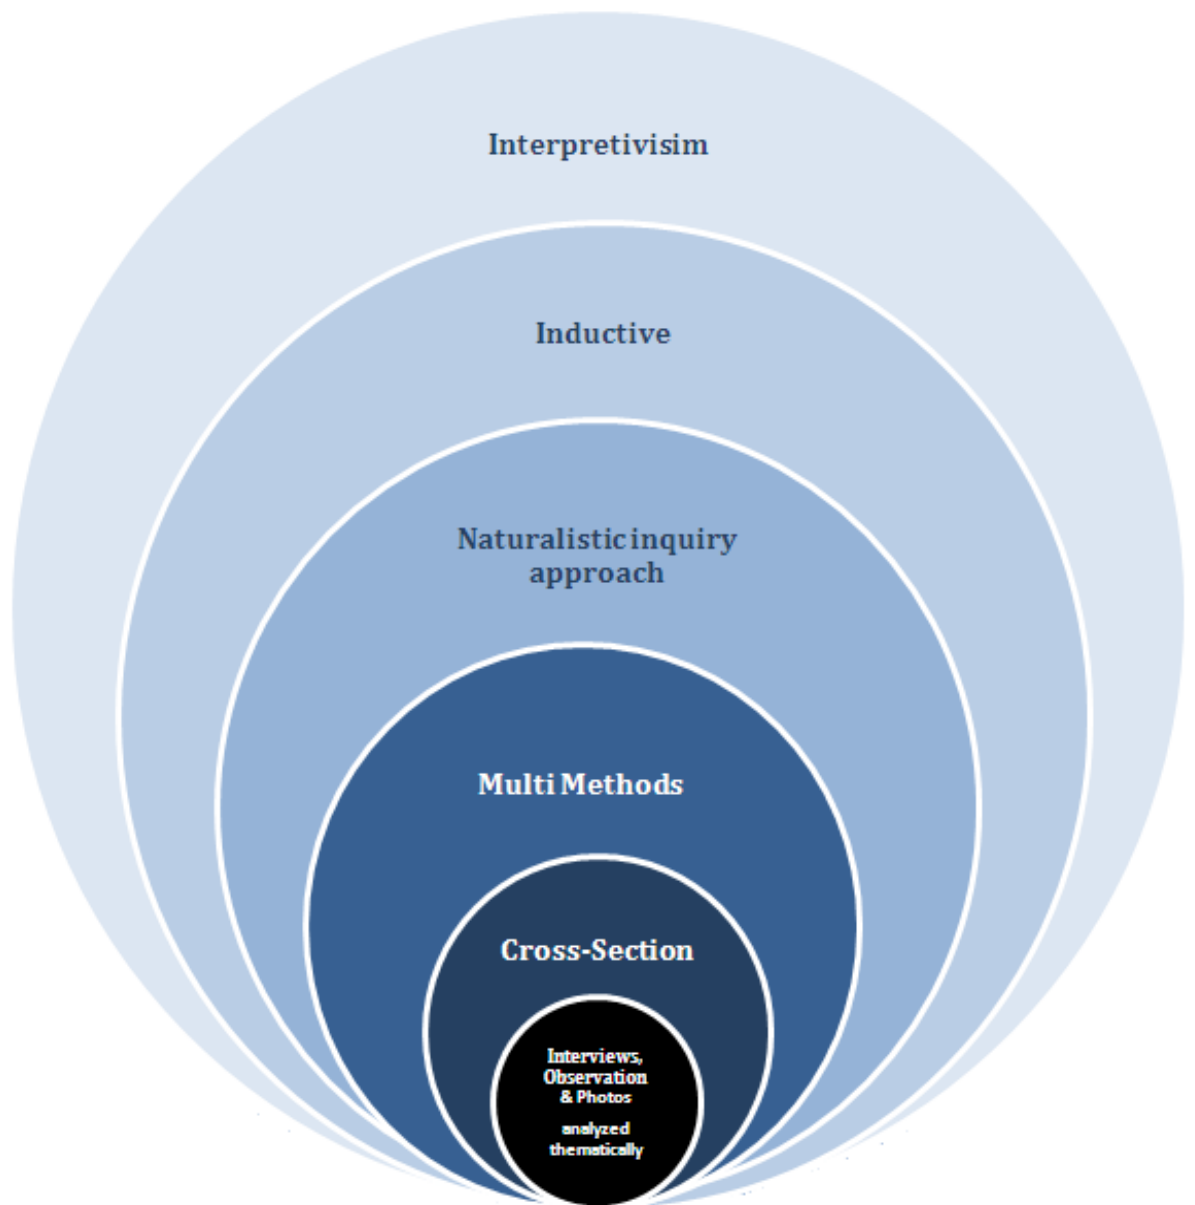 Interpretivisim
Inductive
Naturalistic inquiry
approach
Multi Methods
Cross-Section
Interviews,
Observation
& Photos
analyzed
thematically